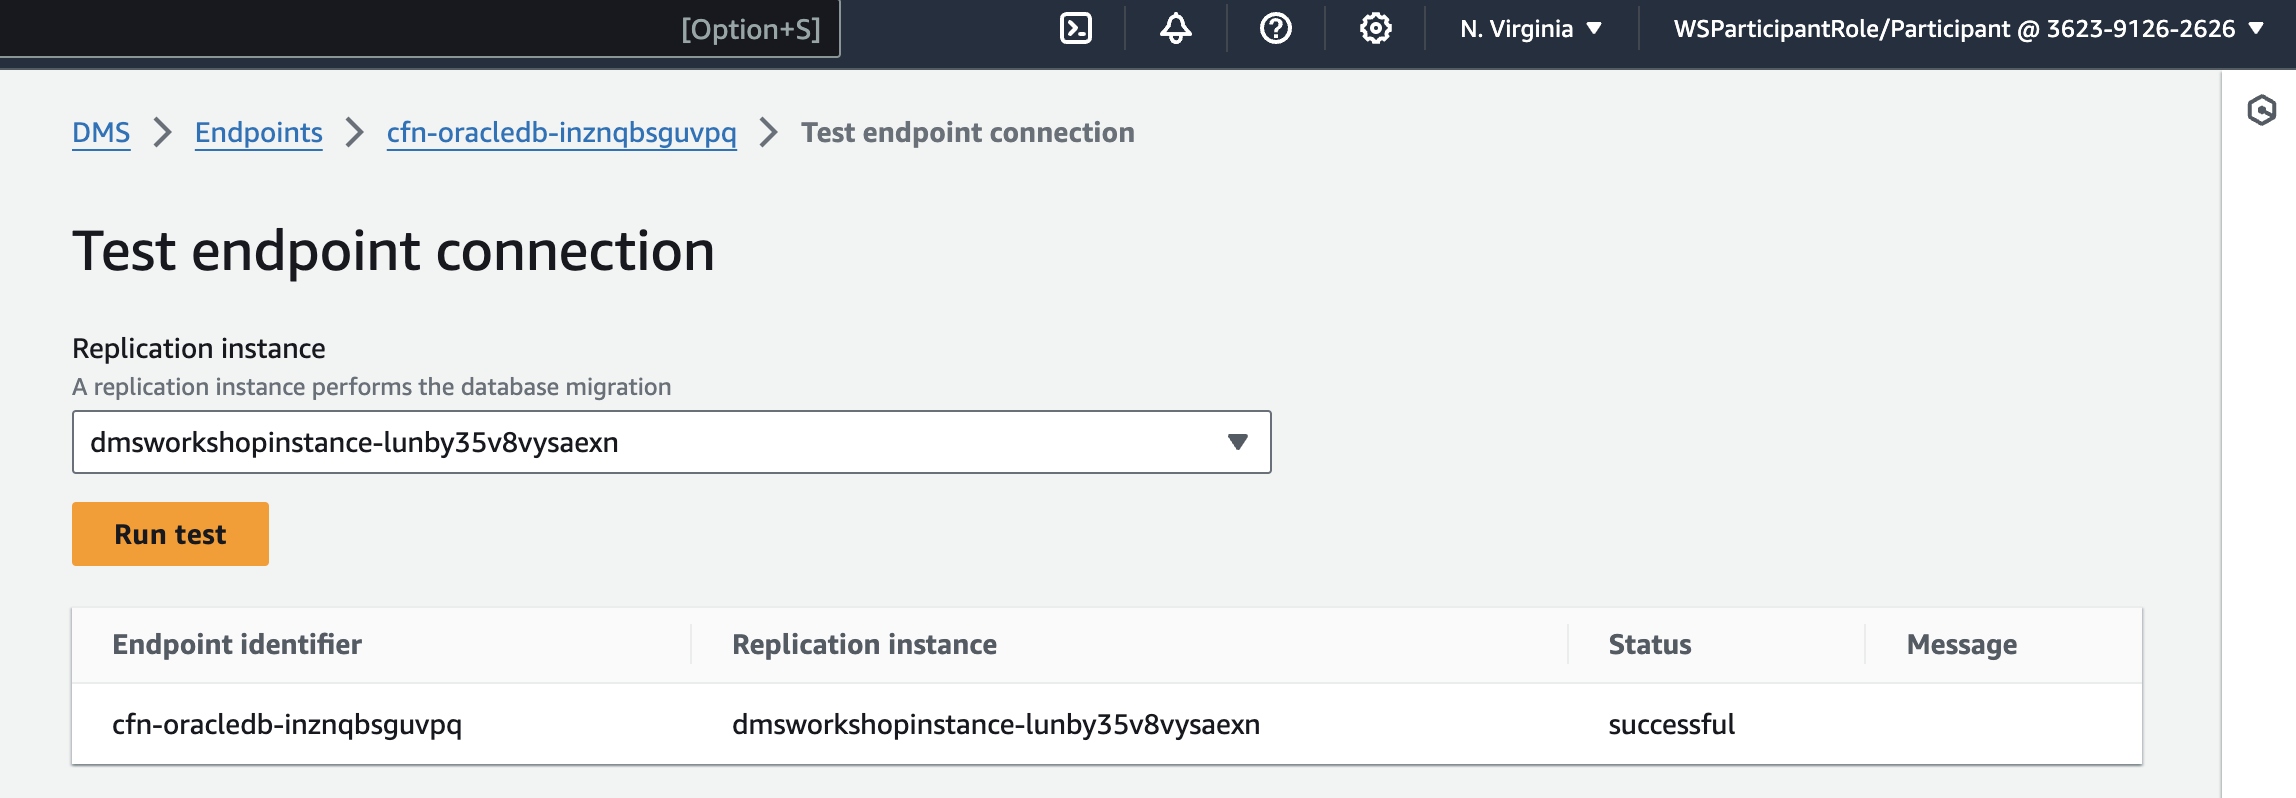 [Option+S] N. Virginia WSParticipantRole/Participant @ 3623-9126-2626
DMS Endpoints cfn-oracledb-inznqbsguvpq Test endpoint connection
Test endpoint connection
Replication instance
A replication instance performs the database migration
dmsworkshopinstance-lunby35v8vysaexn
Run test
Endpoint identifier Replication instance Status Message
cfn-oracledb-inznqbsguvpq dmsworkshopinstance-lunby35v8vysaexn successful